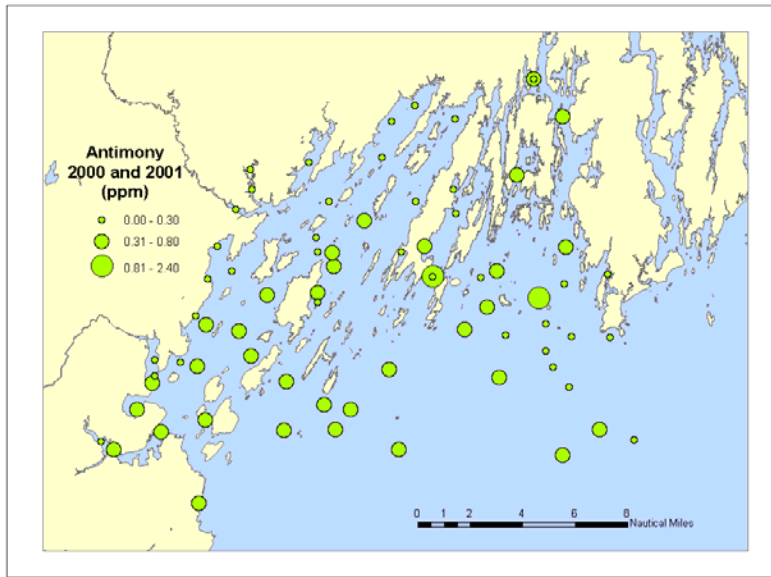 Antimony
2000 and 2001
(ppm)
0.00 - 0.30
0.31 - 0.80
0.81 - 2.40
0 1 2 4 6 8
Nautical Miles